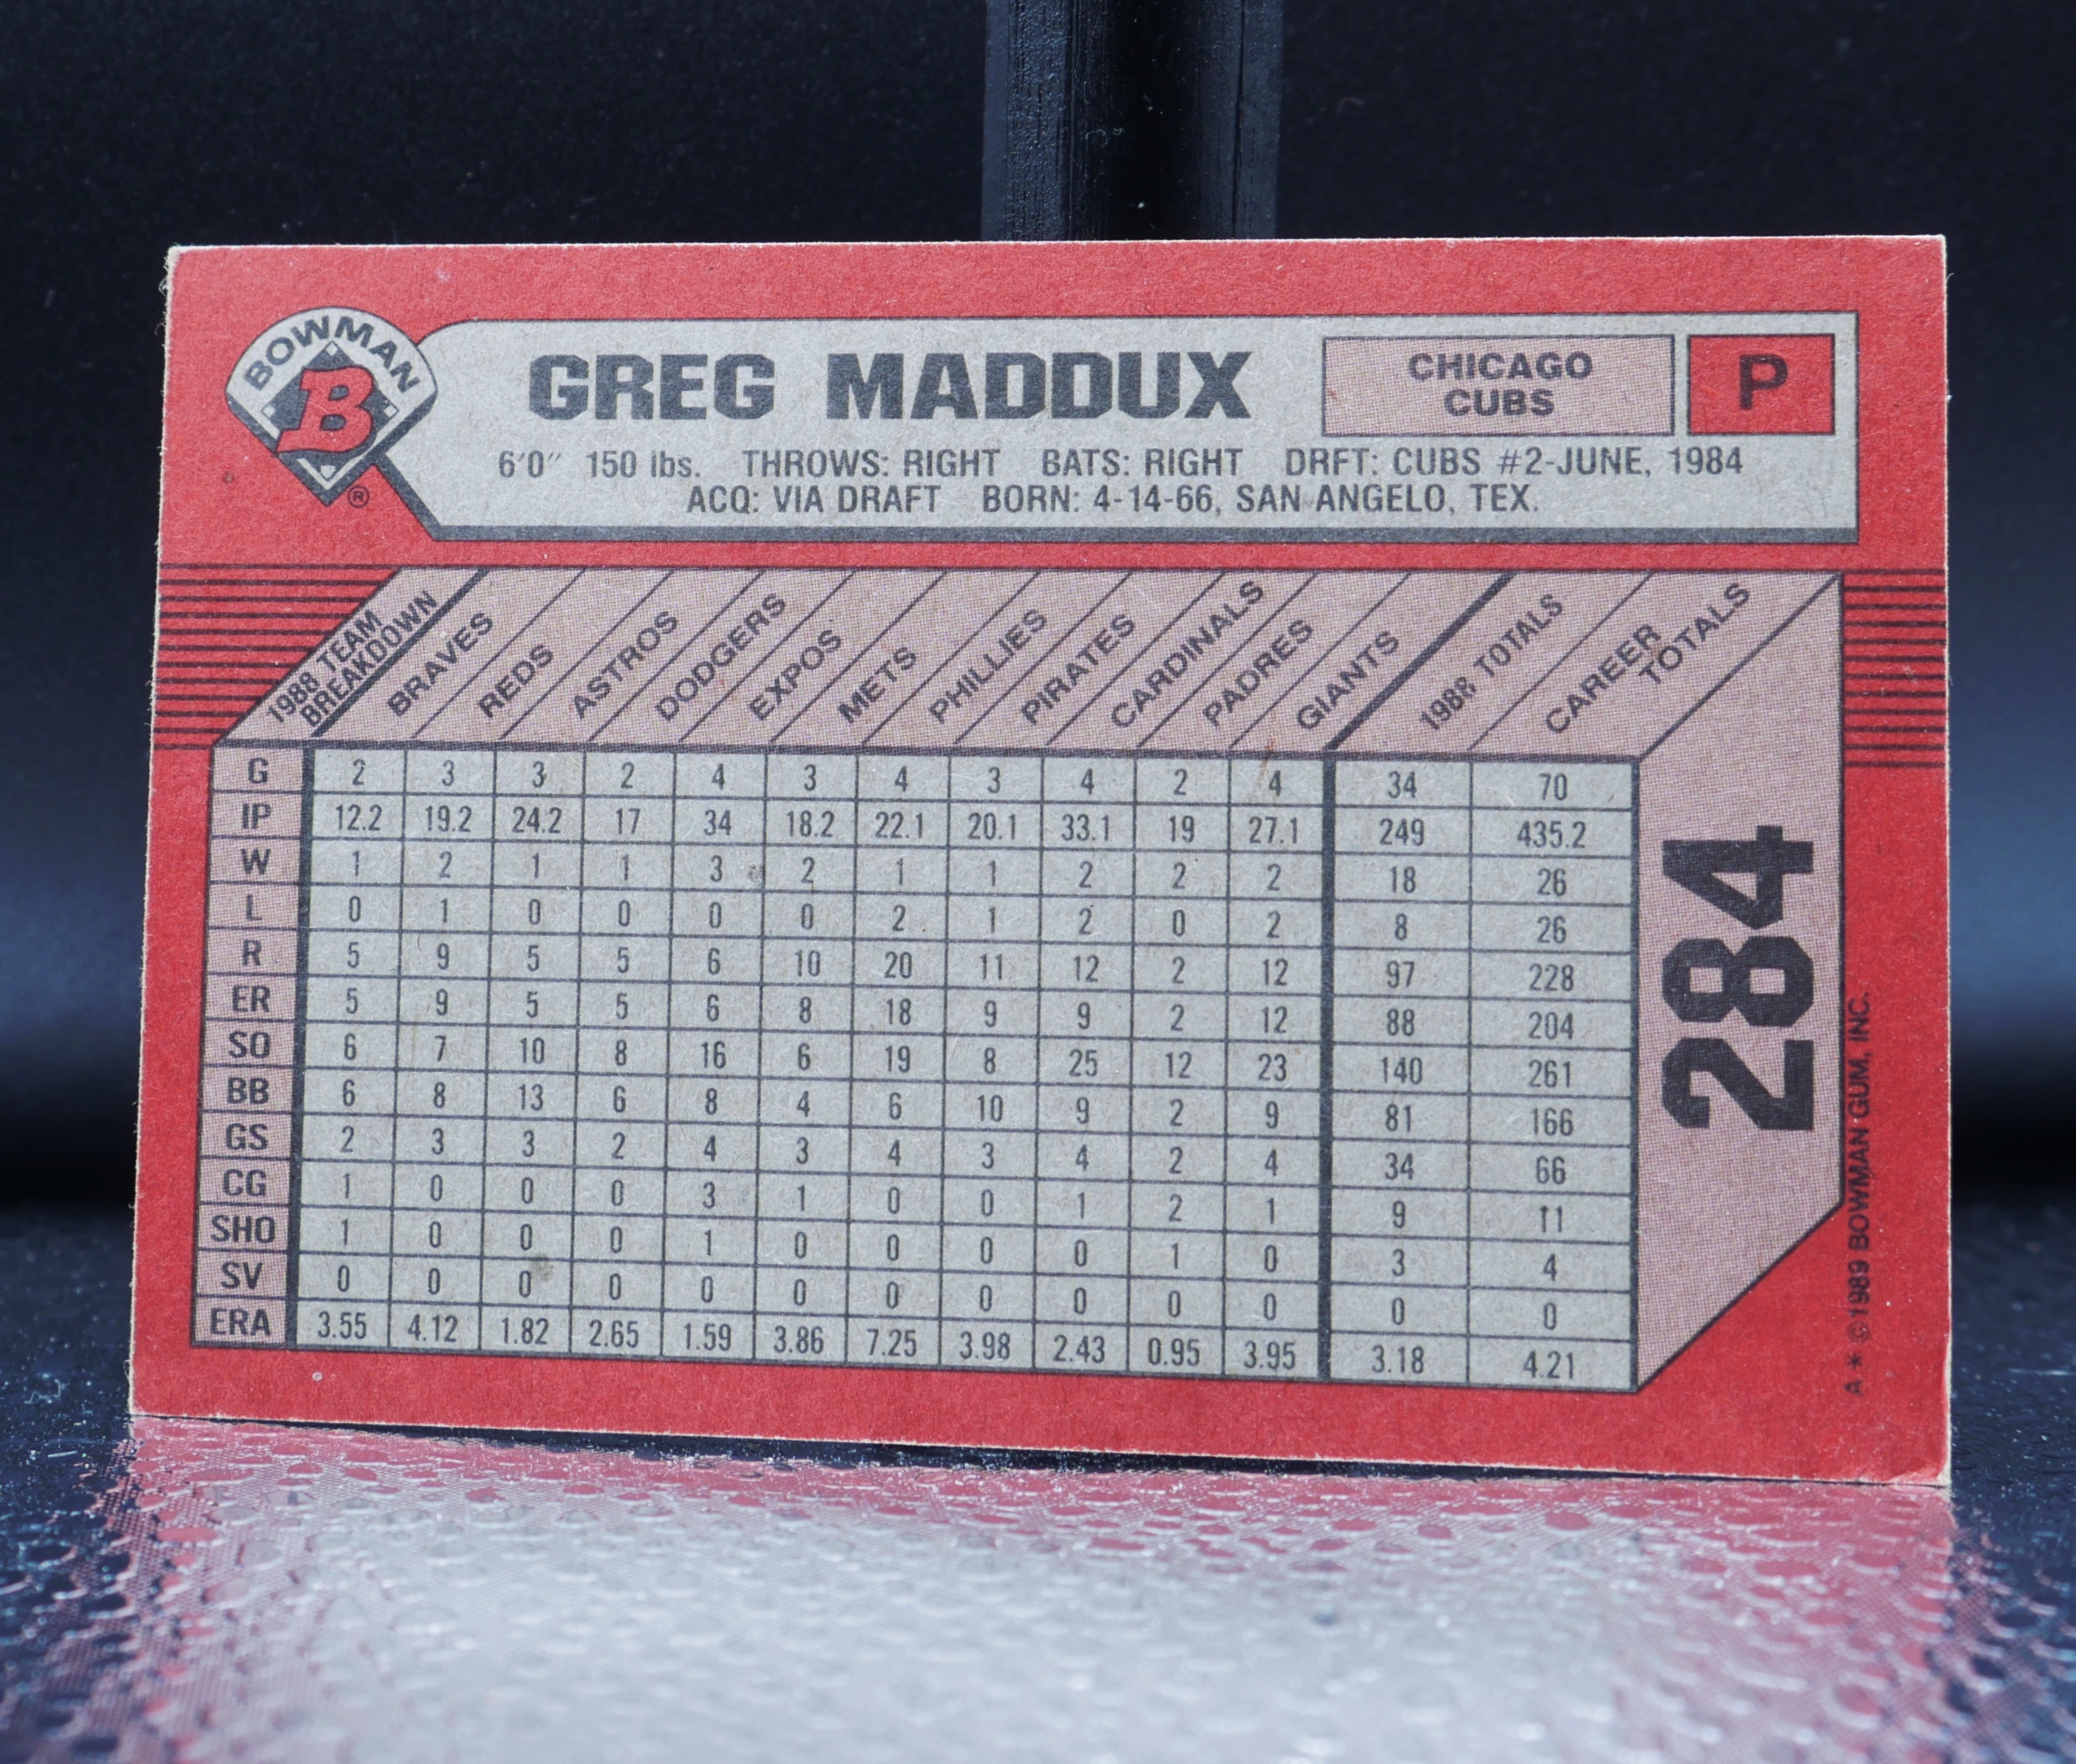 BOWMAN
B
®
GREG MADDUX
CHICAGO
CUBS
P
6'0" 150 lbs. THROWS: RIGHT BATS: RIGHT DRFT: CUBS #2-JUNE, 1984
ACQ: VIA DRAFT BORN: 4-14-66, SAN ANGELO, TEX.
1988 TEAM
BREAKDOWN
BRAVES
REDS
ASTROS
DODGERS
EXPOS
METS
PHILLIES
PIRATES
CARDINALS
PADRES
GIANTS
1988 TOTALS
CAREER
TOTALS
G 2 3 3 2 4 3 4 3 4 2 4 34 70
IP 12.2 19.2 24.2 17 34 18.2 22.1 20.1 33.1 19 27.1 249 435.2
W 1 2 1 1 3 2 1 1 2 2 2 18 26
L 0 1 0 0 0 0 2 1 2 0 2 8 26
R 5 9 5 5 6 10 20 11 12 2 12 97 228
ER 5 9 5 5 6 8 18 9 9 2 12 88 204
SO 6 7 10 8 16 6 19 8 25 12 23 140 261
BB 6 8 13 6 8 4 6 10 9 2 9 81 166
GS 2 3 3 2 4 3 4 3 4 2 4 34 66
CG 1 0 0 0 3 1 0 0 1 2 1 9 11
SHO 1 0 0 0 1 0 0 0 0 1 0 3 4
SV 0 0 0 0 0 0 0 0 0 0 0 0 0
ERA 3.55 4.12 1.82 2.65 1.59 3.86 7.25 3.98 2.43 0.95 3.95 3.18 4.21
284
A * ©1989 BOWMAN GUM, INC.